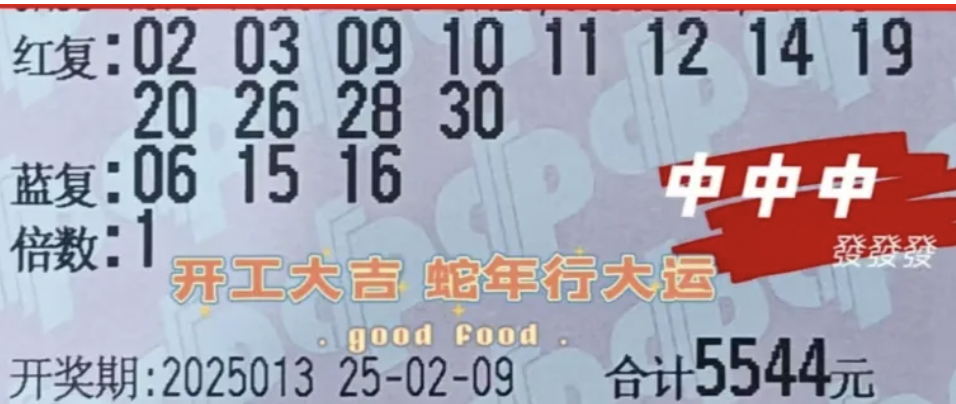 红复:02 03 09 10 11 12 14 19
20 26 28 30
蓝复:06 15 16
中中中
倍数:1
發發發
开工大吉 蛇年行大运
. good food .
开奖期:2025013 25-02-09 合计5544元